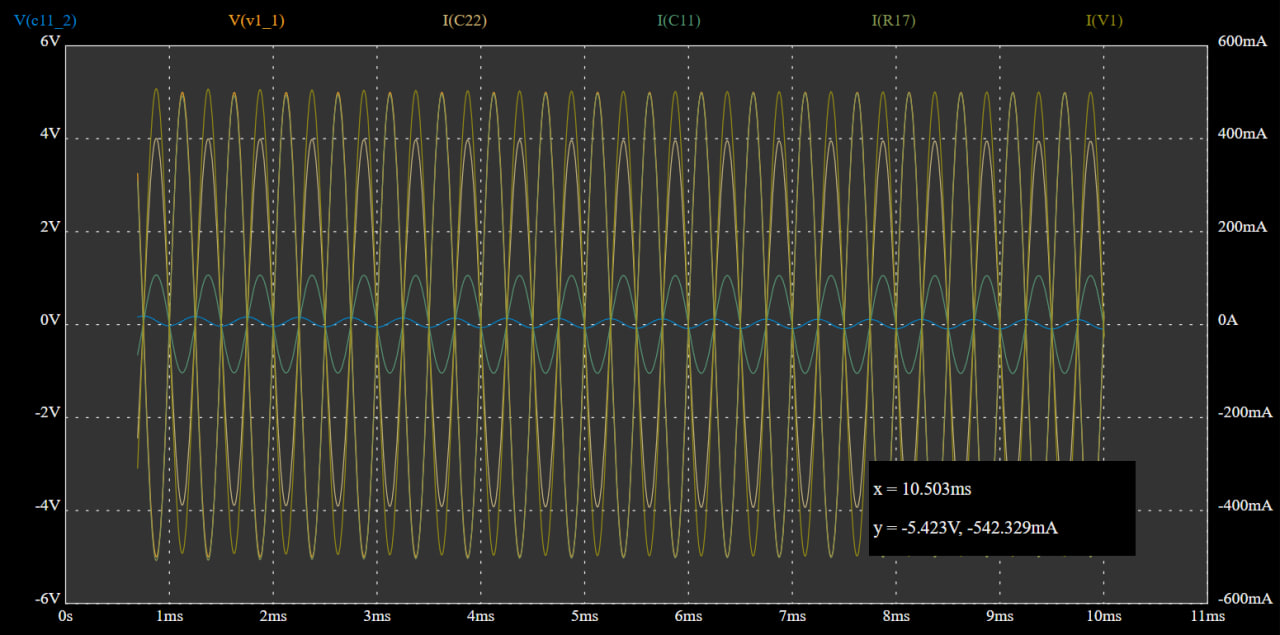 V(c11_2) V(v1_1) I(C22) I(C11) I(R17) I(V1)
6V 600mA
4V 400mA
2V 200mA
0V 0A
-2V -200mA
-4V -400mA
-6V -600mA
x = 10.503ms
y = -5.423V, -542.329mA
0s 1ms 2ms 3ms 4ms 5ms 6ms 7ms 8ms 9ms 10ms 11ms